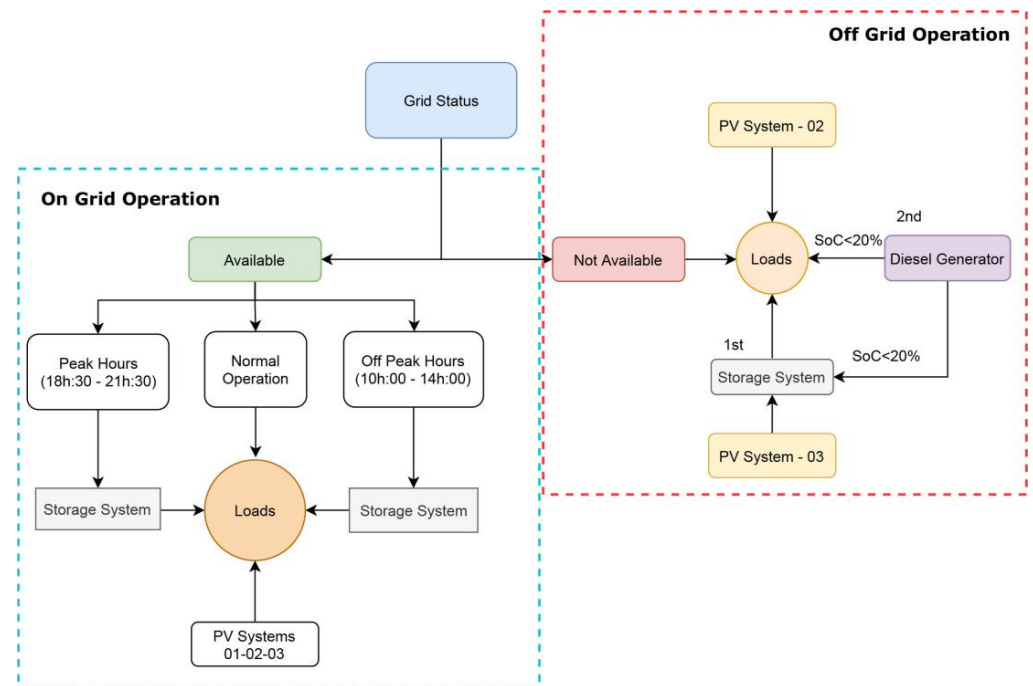 Off Grid Operation
Grid Status
PV System - 02
On Grid Operation
2nd
Available
Not Available
Loads
SoC<20%
Diesel Generator
Peak Hours
(18h:30 - 21h:30)
Normal
Operation
Off Peak Hours
(10h:00 - 14h:00)
1st
SoC<20%
Storage System
PV System - 03
Storage System
Loads
Storage System
PV Systems
01-02-03